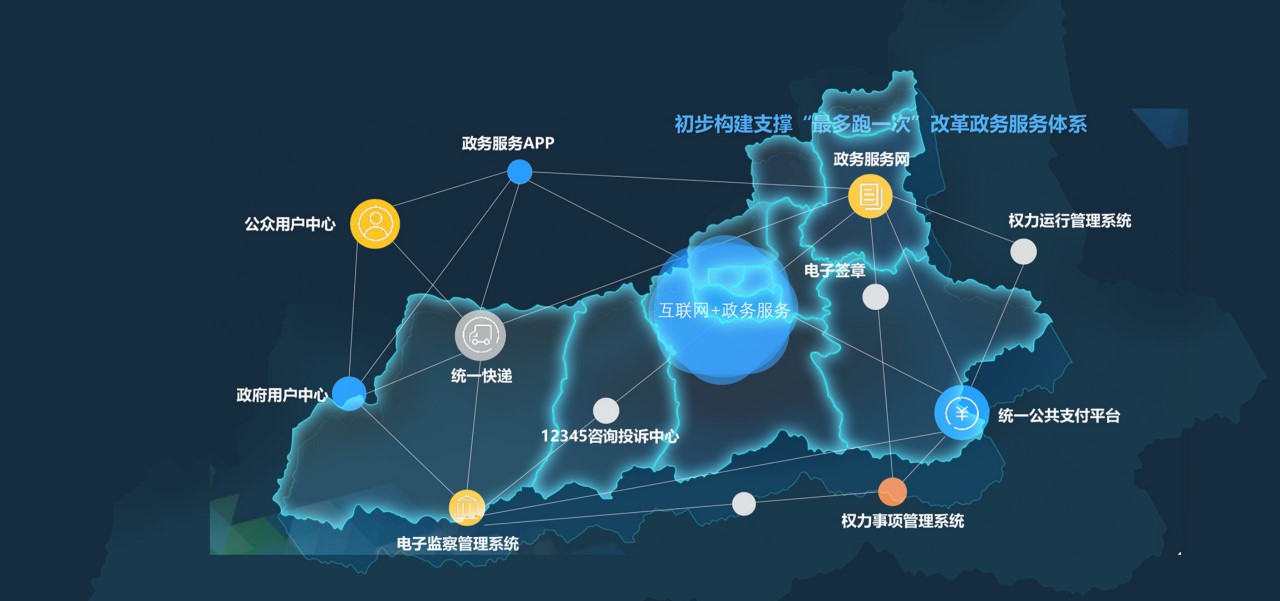 初步构建支撑“最多跑一次”改革政务服务体系
政务服务APP
政务服务网
公众用户中心
权力运行管理系统
电子签章
互联网+政务服务
统一快递
政府用户中心
统一公共支付平台
12345咨询投诉中心
权力事项管理系统
电子监察管理系统